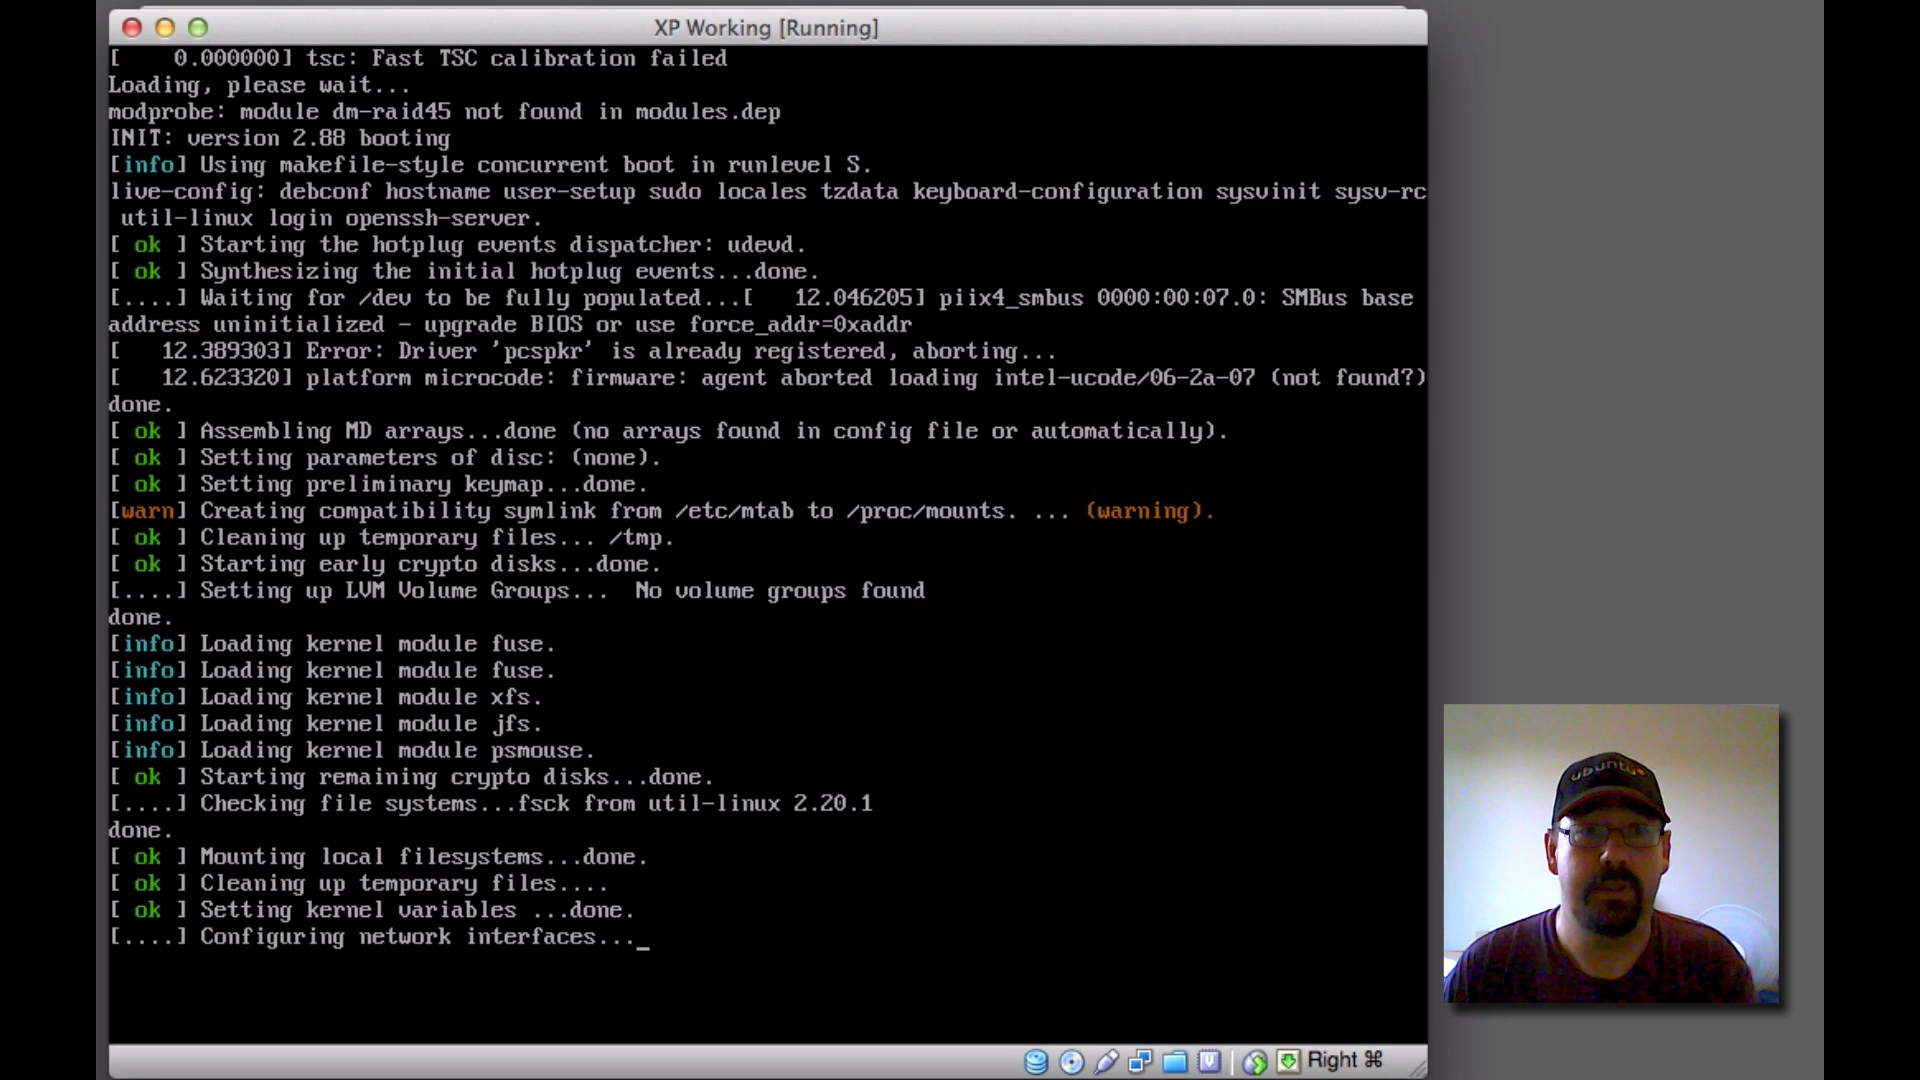 XP Working [Running]
[    0.000000] tsc: Fast TSC calibration failed
Loading, please wait...
modprobe: module dm-raid45 not found in modules.dep
INIT: version 2.88 booting
[info] Using makefile-style concurrent boot in runlevel S.
live-config: debconf hostname user-setup sudo locales tzdata keyboard-configuration sysvinit sysv-rc
 util-linux login openssh-server.
[ ok ] Starting the hotplug events dispatcher: udevd.
[ ok ] Synthesizing the initial hotplug events...done.
[....] Waiting for /dev to be fully populated...[   12.046205] piix4_smbus 0000:00:07.0: SMBus base
address uninitialized - upgrade BIOS or use force_addr=0xaddr
[   12.389303] Error: Driver 'pcspkr' is already registered, aborting...
[   12.623320] platform microcode: firmware: agent aborted loading intel-ucode/06-2a-07 (not found?)
done.
[ ok ] Assembling MD arrays...done (no arrays found in config file or automatically).
[ ok ] Setting parameters of disc: (none).
[ ok ] Setting preliminary keymap...done.
[warn] Creating compatibility symlink from /etc/mtab to /proc/mounts. ... (warning).
[ ok ] Cleaning up temporary files... /tmp.
[ ok ] Starting early crypto disks...done.
[....] Setting up LVM Volume Groups...  No volume groups found
done.
[info] Loading kernel module fuse.
[info] Loading kernel module fuse.
[info] Loading kernel module xfs.
[info] Loading kernel module jfs.
[info] Loading kernel module psmouse.
[ ok ] Starting remaining crypto disks...done.
[....] Checking file systems...fsck from util-linux 2.20.1
done.
[ ok ] Mounting local filesystems...done.
[ ok ] Cleaning up temporary files....
[ ok ] Setting kernel variables ...done.
[....] Configuring network interfaces..._
ubuntu
Right ⌘